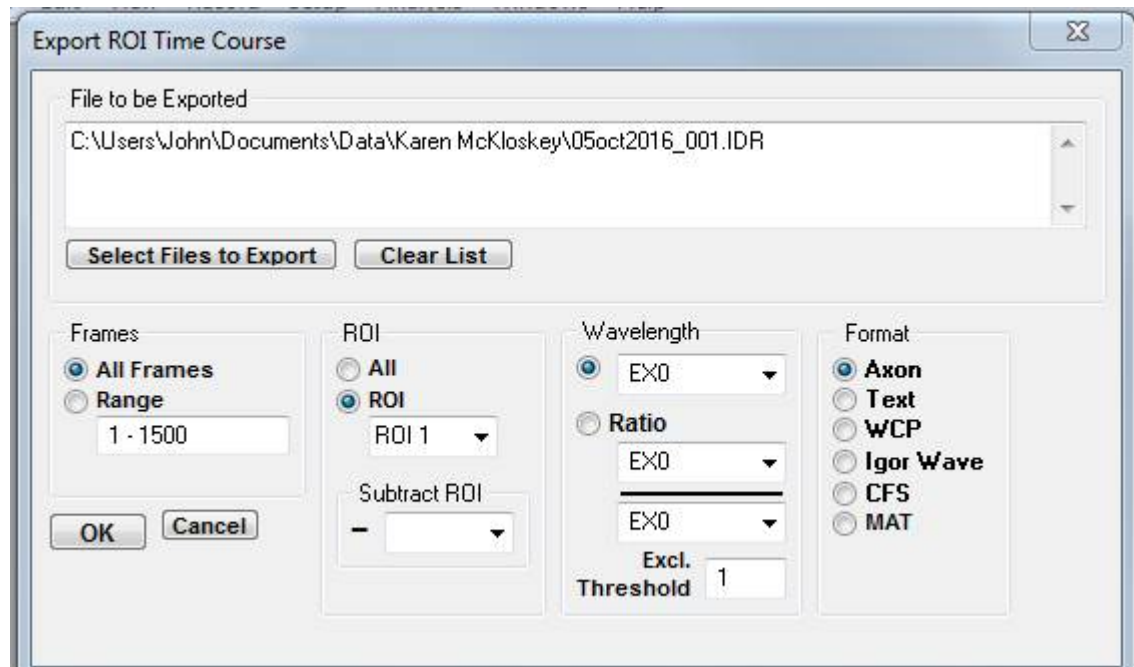 Export ROI Time Course
File to be Exported
C:\Users\John\Documents\Data\Karen McKloskey\05oct2016_001.IDR
Select Files to Export
Clear List
Frames
All Frames
Range
1 - 1500
OK
Cancel
ROI
All
ROI
ROI 1
Subtract ROI
-
Wavelength
EX0
Ratio
EX0
EX0
Excl.
Threshold
1
Format
Axon
Text
WCP
Igor Wave
CFS
MAT